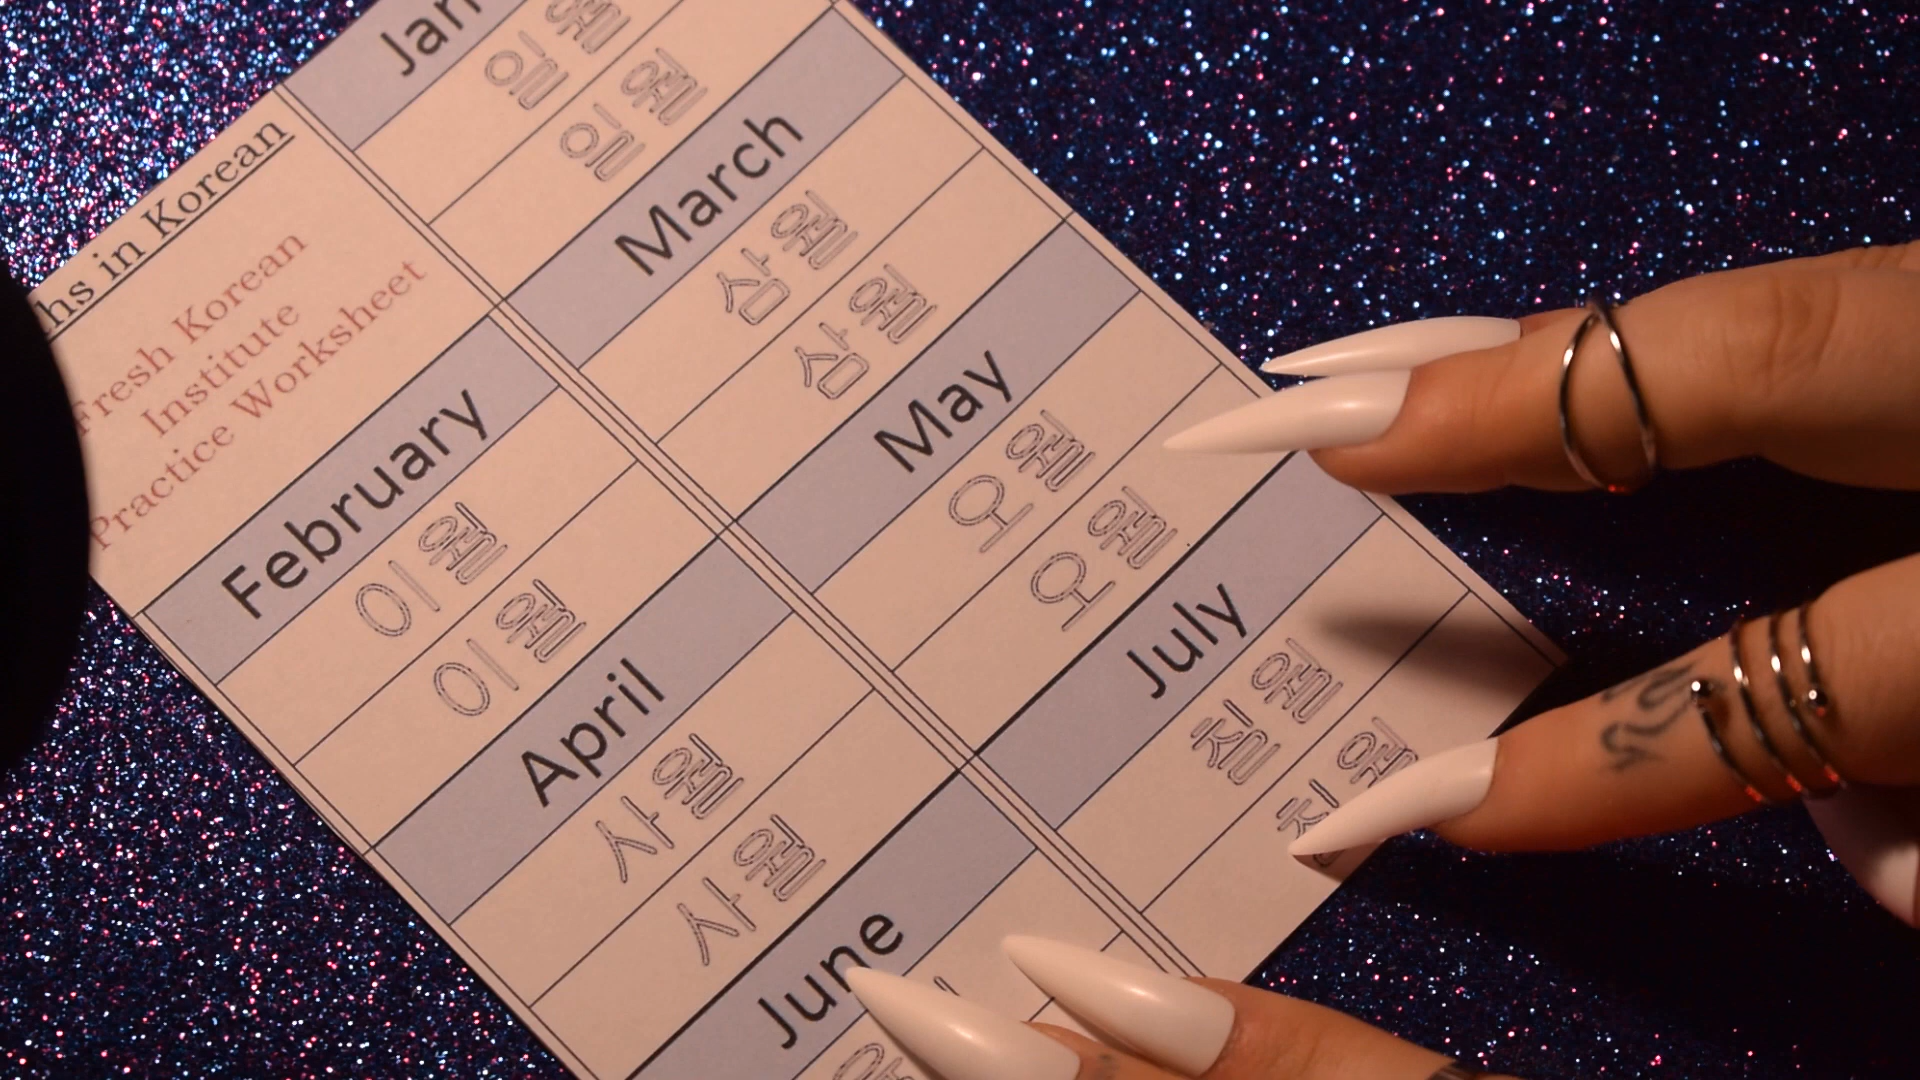 hs in Korean
Fresh Korean
Institute
Practice Worksheet
Jan
일월
일월
February
이월
이월
March
삼월
삼월
April
사월
사월
May
오월
오월
June
July
칠월
칠월